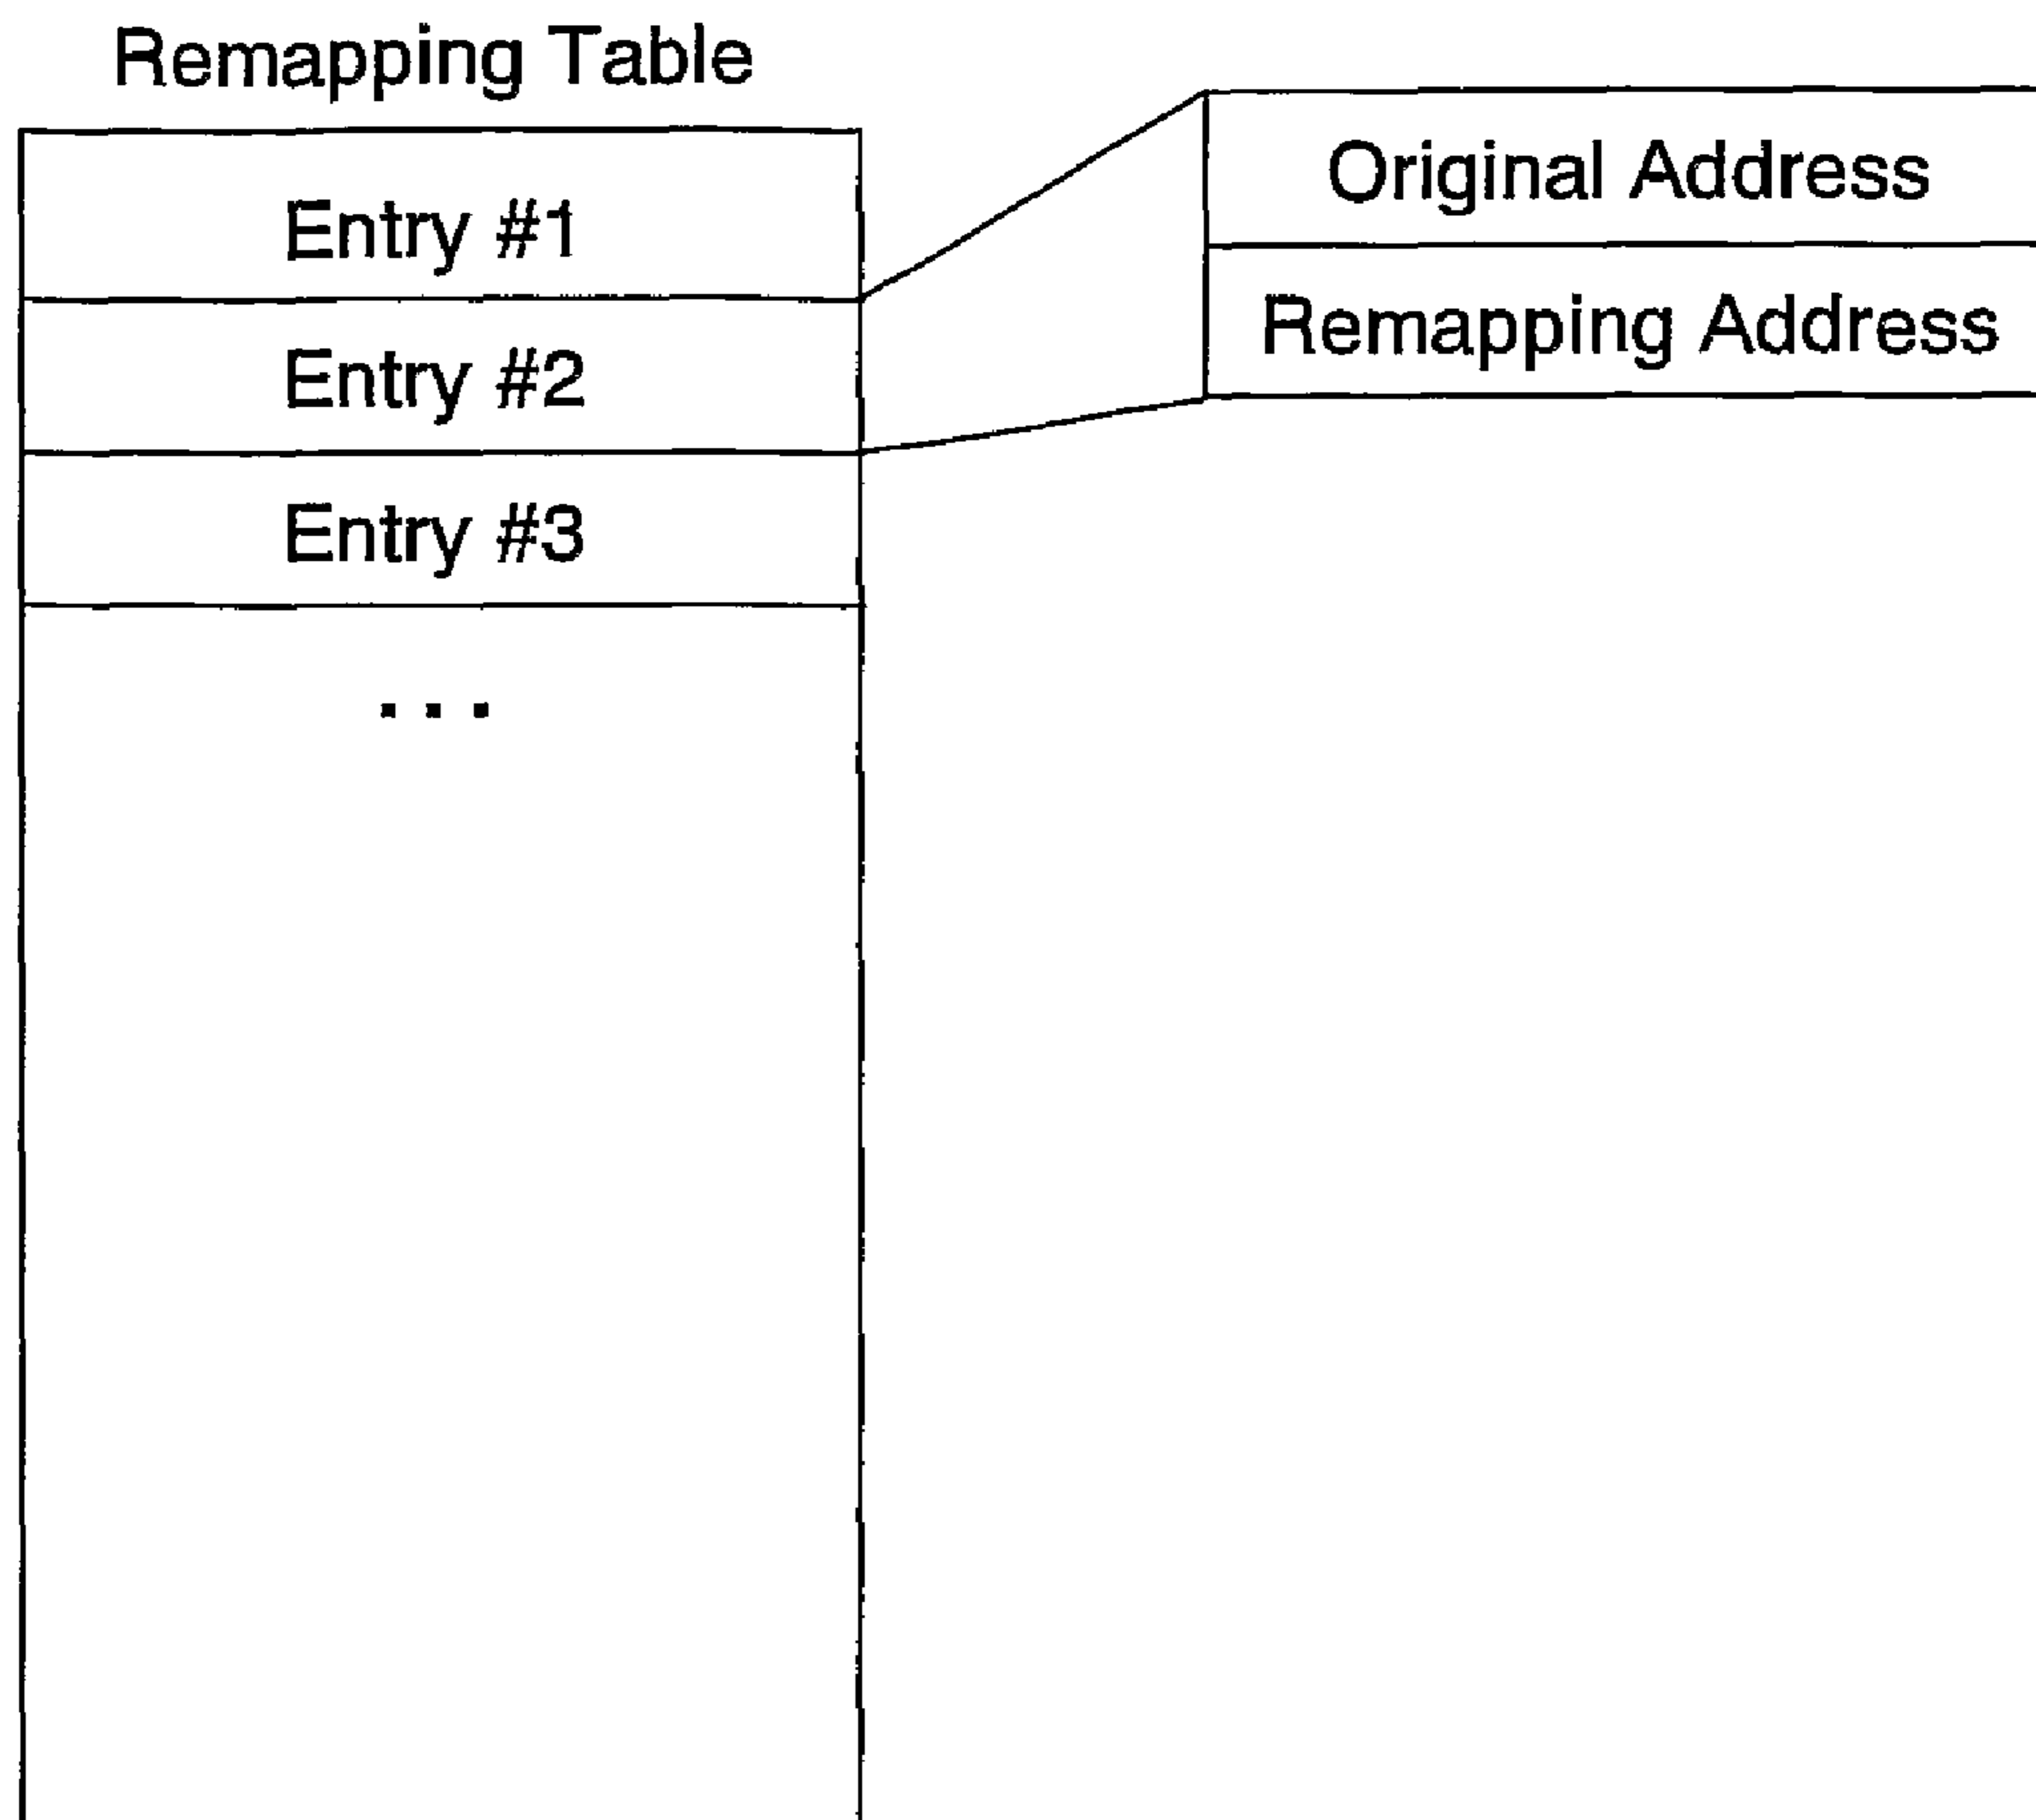 Remapping Table
Entry #1
Entry #2
Entry #3
...
Original Address
Remapping Address